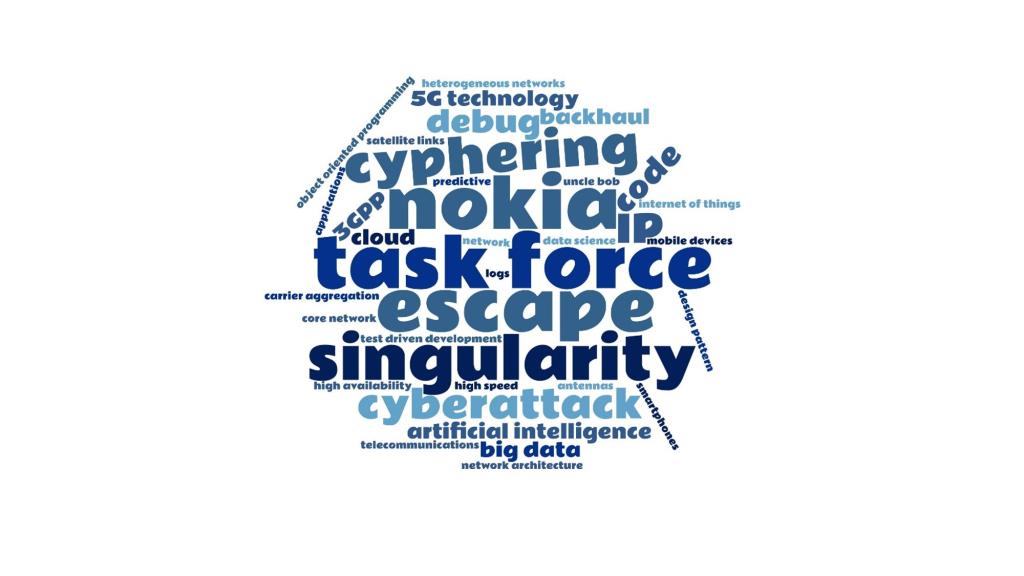 heterogeneous networks
5G technology
object oriented programming
debug
backhaul
satellite links
cyphering
code
applications
predictive
uncle bob
3GPP
nokia
internet of things
IP
cloud
network
data science
mobile devices
task force
logs
carrier aggregation
escape
design pattern
core network
test driven development
singularity
high availability
high speed
antennas
smartphones
cyberattack
artificial intelligence
telecommunications
big data
network architecture